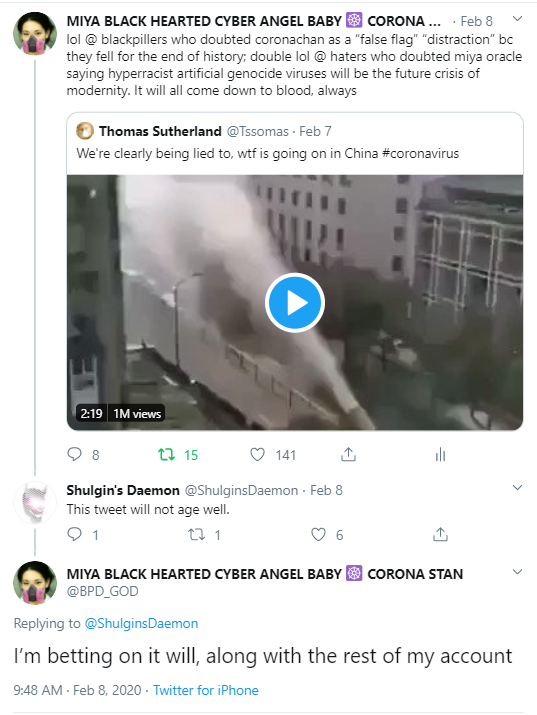 MIYA BLACK HEARTED CYBER ANGEL BABY ☸ CORONA ... · Feb 8
lol @ blackpillers who doubted coronachan as a “false flag” “distraction” bc
they fell for the end of history; double lol @ haters who doubted miya oracle
saying hyperracist artificial genocide viruses will be the future crisis of
modernity. It will all come down to blood, always
Thomas Sutherland @Tssomas · Feb 7
We're clearly being lied to, wtf is going on in China #coronavirus
2:19 1M views
8 15 141
Shulgin's Daemon @ShulginsDaemon · Feb 8
This tweet will not age well.
1 1 6
MIYA BLACK HEARTED CYBER ANGEL BABY ☸ CORONA STAN
@BPD_GOD
Replying to @ShulginsDaemon
I’m betting on it will, along with the rest of my account
9:48 AM · Feb 8, 2020 · Twitter for iPhone